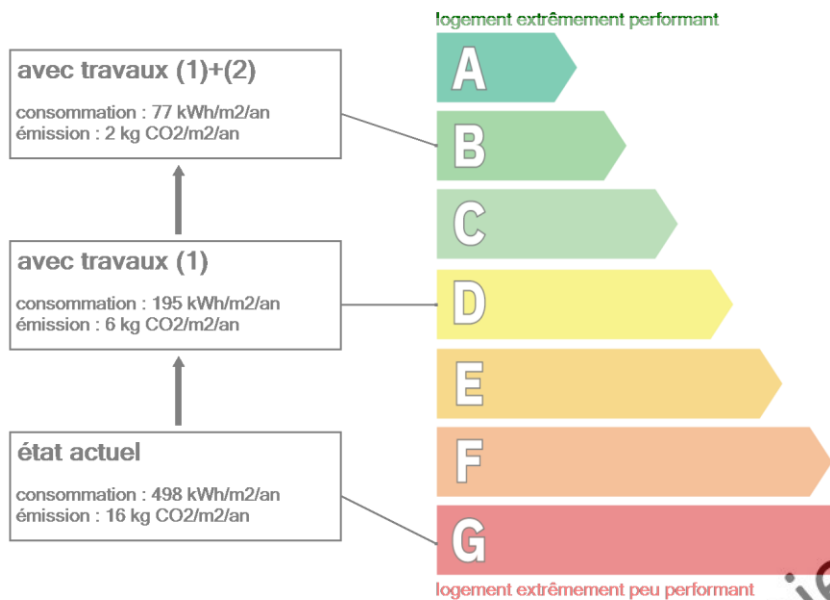 logement extrêmement performant
avec travaux (1)+(2)
consommation : 77 kWh/m2/an
émission : 2 kg CO2/m2/an
A
B
C
avec travaux (1)
consommation : 195 kWh/m2/an
émission : 6 kg CO2/m2/an
D
E
état actuel
consommation : 498 kWh/m2/an
émission : 16 kg CO2/m2/an
F
G
logement extrêmement peu performant